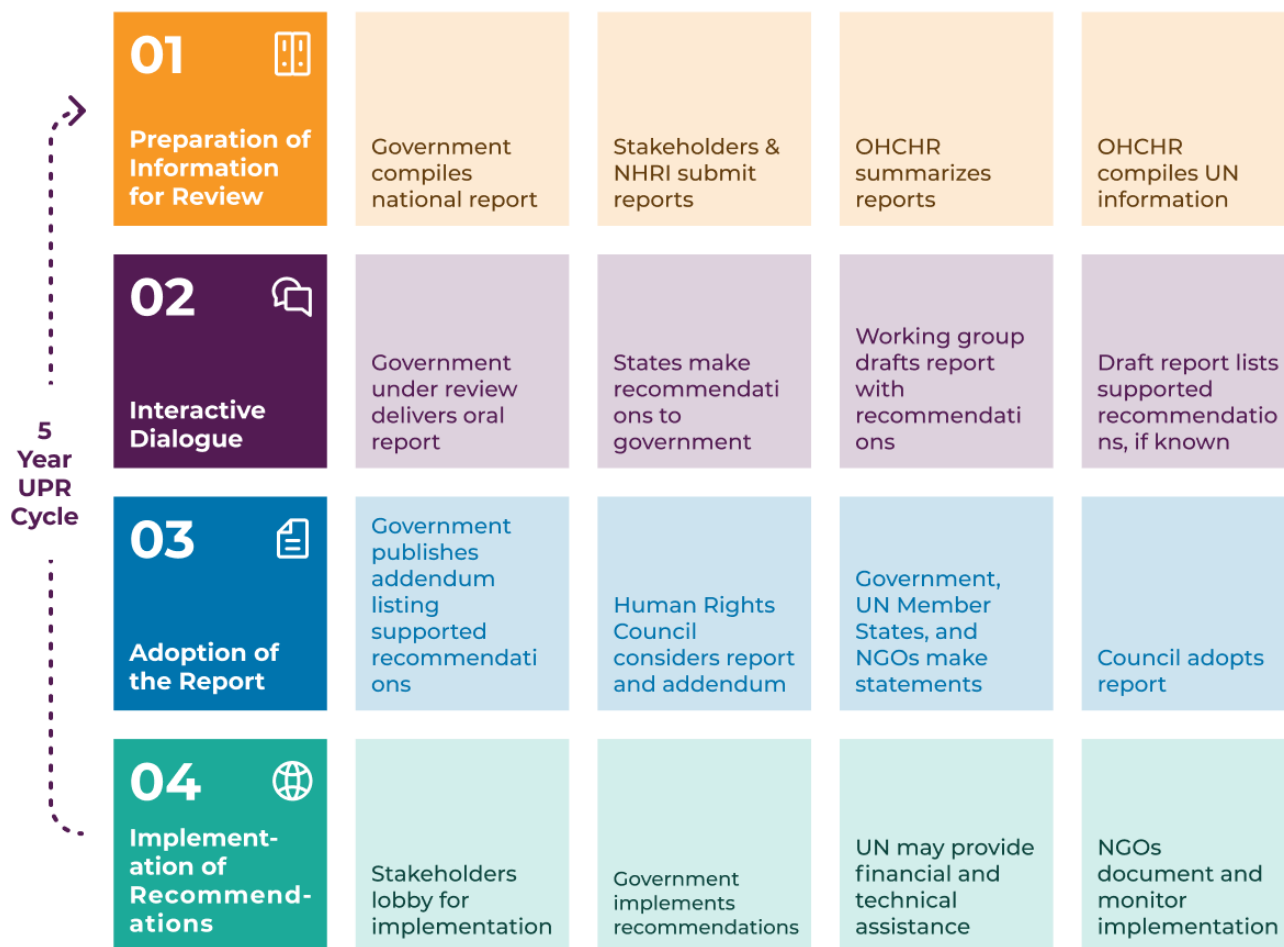 5
Year
UPR
Cycle
01
Preparation of
Information
for Review
Government
compiles
national report
Stakeholders &
NHRI submit
reports
OHCHR
summarizes
reports
OHCHR
compiles UN
information
02
Interactive
Dialogue
Government
under review
delivers oral
report
States make
recommendati
ons to
government
Working group
drafts report
with
recommendati
ons
Draft report lists
supported
recommendatio
ns, if known
03
Adoption of
the Report
Government
publishes
addendum
listing
supported
recommendati
ons
Human Rights
Council
considers report
and addendum
Government,
UN Member
States, and
NGOs make
statements
Council adopts
report
04
Implement-
ation of
Recommend-
ations
Stakeholders
lobby for
implementation
Government
implements
recommendations
UN may provide
financial and
technical
assistance
NGOs
document and
monitor
implementation